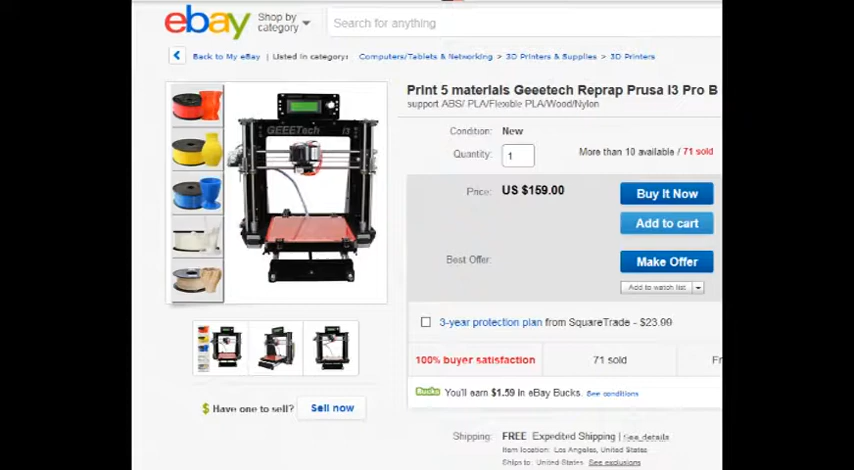 ebay
Shop by
category
Search for anything
Back to My eBay | Listed in category: Computers/Tablets & Networking > 3D Printers & Supplies > 3D Printers
Print 5 materials Geeetech Reprap Prusa I3 Pro B
support ABS/ PLA/Flexible PLA/Wood/Nylon
GEEETech i3
Condition: New
Quantity: 1 More than 10 available / 71 sold
Price: US $159.00 Buy It Now
Add to cart
Best Offer: Make Offer
Add to watch list
3-year protection plan from SquareTrade - $23.99
100% buyer satisfaction 71 sold Fr
Bucks You'll earn $1.59 in eBay Bucks. See conditions
$ Have one to sell? Sell now
Shipping: FREE Expedited Shipping | See details
Item location: Los Angeles, United States
Ships to: United States See exclusions